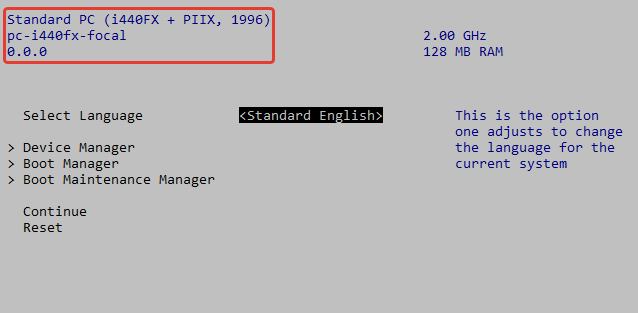 Standard PC (i440FX + PIIX, 1996)
pc-i440fx-focal 2.00 GHz
0.0.0 128 MB RAM
Select Language <Standard English> This is the option
one adjusts to change
> Device Manager the language for the
> Boot Manager current system
> Boot Maintenance Manager
Continue
Reset